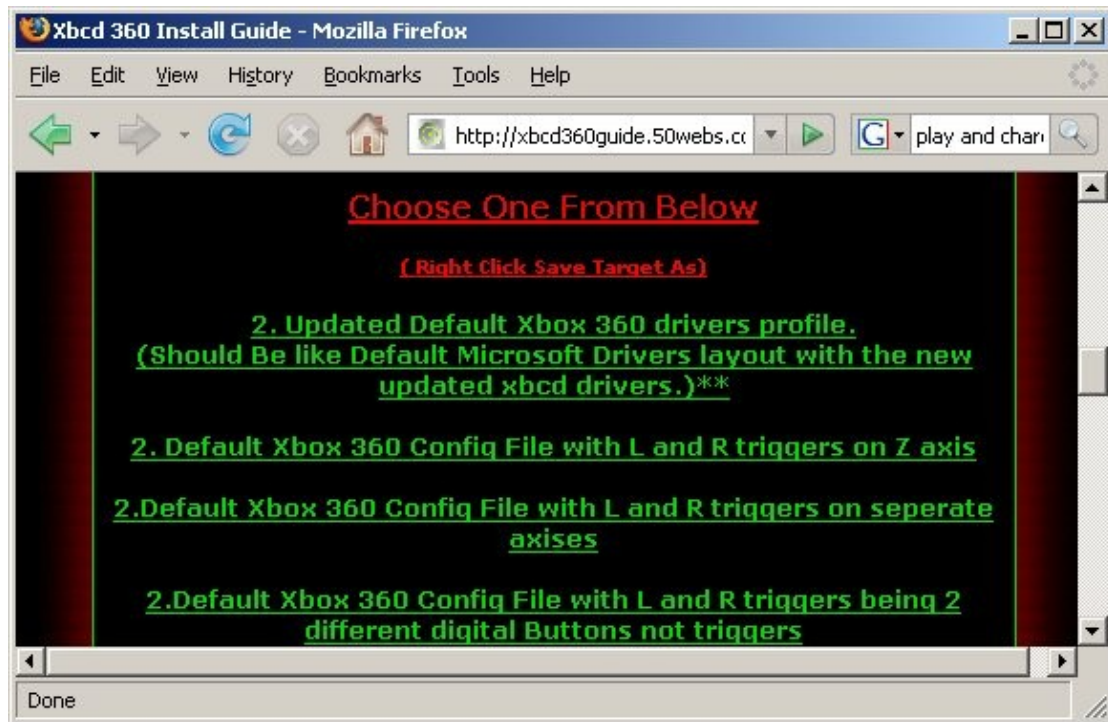 Xbcd 360 Install Guide - Mozilla Firefox
File Edit View History Bookmarks Tools Help
http://xbcd360guide.50webs.c
G play and char
Choose One From Below
( Right Click Save Target As)
2. Updated Default Xbox 360 drivers profile.
(Should Be like Default Microsoft Drivers layout with the new
updated xbcd drivers.)**
2. Default Xbox 360 Config File with L and R triggers on Z axis
2.Default Xbox 360 Config File with L and R triggers on seperate
axises
2.Default Xbox 360 Config File with L and R triggers being 2
different digital Buttons not triggers
Done